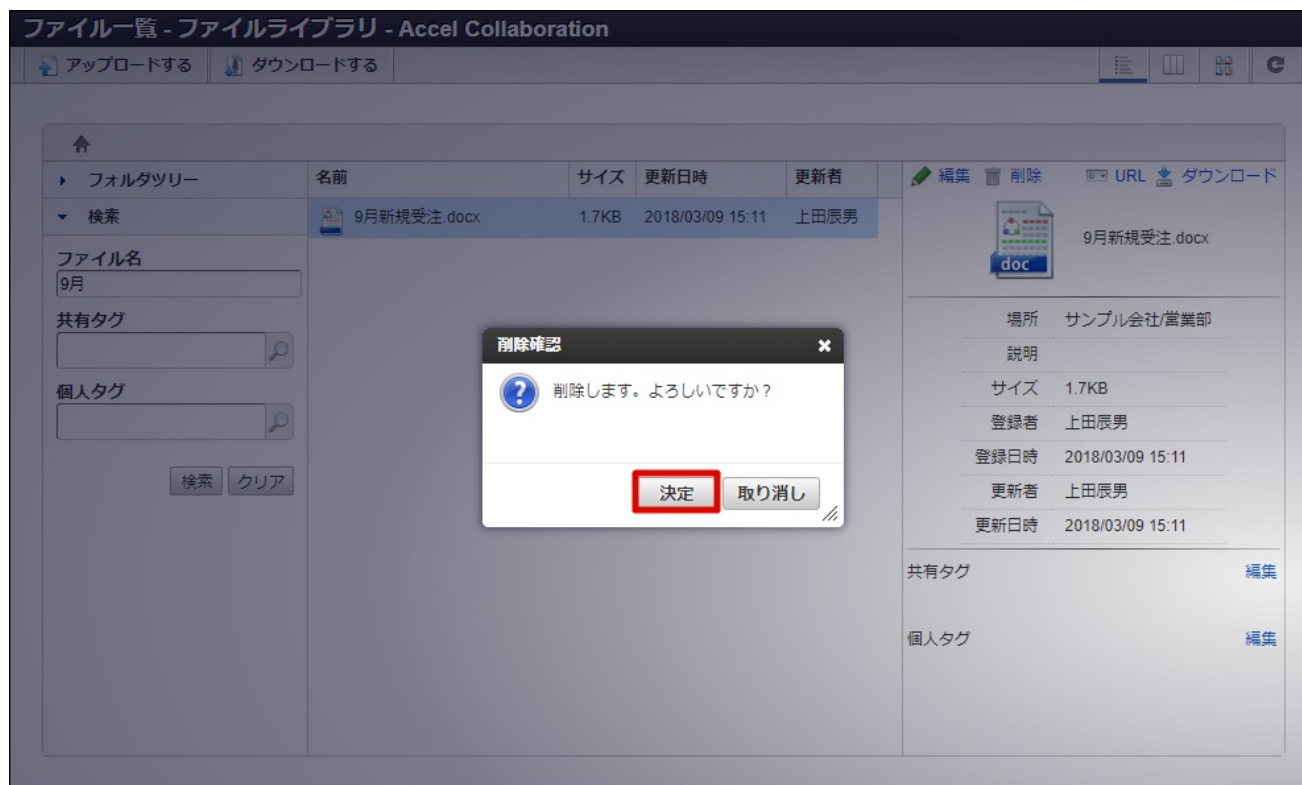 ファイル一覧 - ファイルライブラリ - Accel Collaboration
アップロードする ダウンロードする
フォルダツリー
検索
ファイル名
9月
共有タグ
個人タグ
検索 クリア
名前 サイズ 更新日時 更新者
9月新規受注.docx 1.7KB 2018/03/09 15:11 上田辰男
削除確認
削除します。よろしいですか？
決定 取り消し
編集 削除 URL ダウンロード
doc
9月新規受注.docx
場所 サンプル会社/営業部
説明
サイズ 1.7KB
登録者 上田辰男
登録日時 2018/03/09 15:11
更新者 上田辰男
更新日時 2018/03/09 15:11
共有タグ 編集
個人タグ 編集